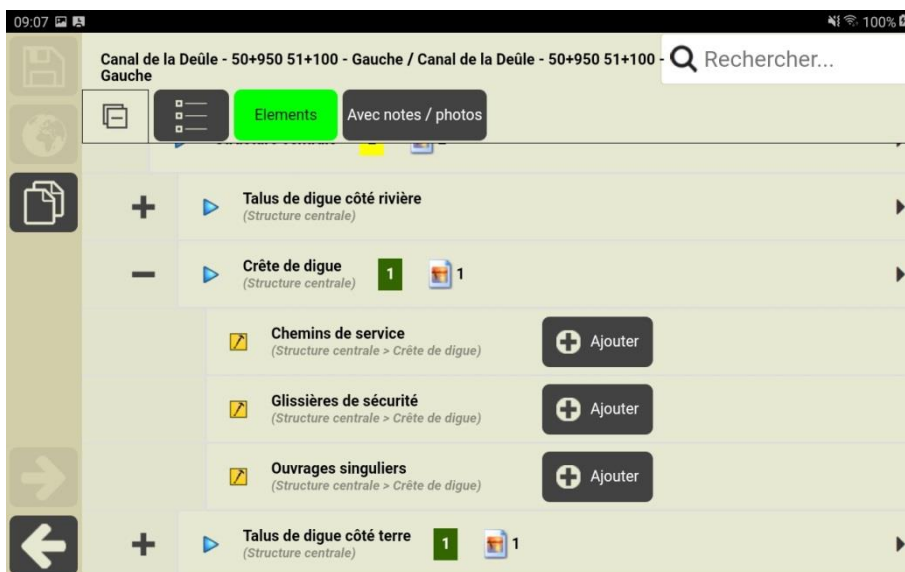 09:07 100%
Canal de la Deûle - 50+950 51+100 - Gauche / Canal de la Deûle - 50+950 51+100 -
Gauche
Rechercher...
Elements Avec notes / photos
Talus de digue côté rivière
(Structure centrale)
Crête de digue
(Structure centrale)
1 1
Chemins de service
(Structure centrale > Crête de digue)
Ajouter
Glissières de sécurité
(Structure centrale > Crête de digue)
Ajouter
Ouvrages singuliers
(Structure centrale > Crête de digue)
Ajouter
Talus de digue côté terre
(Structure centrale)
1 1